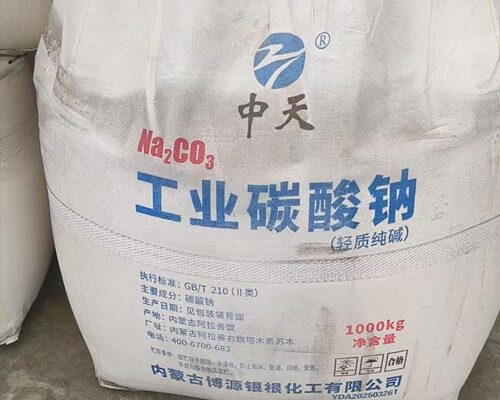 ®
中天
Na₂CO₃
工业碳酸钠
(轻质纯碱)
执行标准: GB/T 210 (Ⅱ类)
主要成分: 碳酸钠
生产日期: 见包装袋背面
产地: 内蒙古阿拉善盟
厂址: 内蒙古阿拉善右旗塔木素苏木
电话: 400-6700-683
1000kg
净含量
合格
内蒙古博源银根化工有限公司
YDA202503261